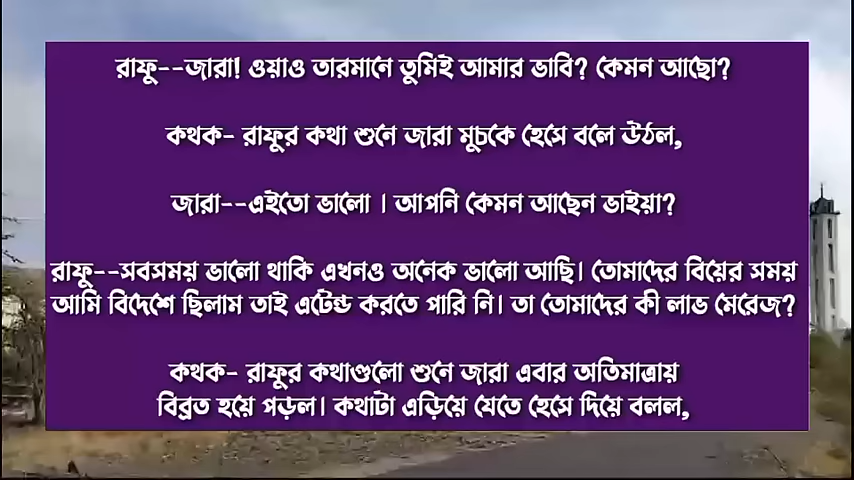 রাফু--জারা! ওয়াও তারমানে তুমিই আমার ভাবি? কেমন আছো?
কথক- রাফুর কথা শুনে জারা মুচকে হেসে বলে উঠল,
জারা--এইতো ভালো । আপনি কেমন আছেন ভাইয়া?
রাফু--সবসময় ভালো থাকি এখনও অনেক ভালো আছি। তোমাদের বিয়ের সময়
আমি বিদেশে ছিলাম তাই এটেন্ড করতে পারি নি। তা তোমাদের কী লাভ মেরেজ?
কথক- রাফুর কথাগুলো শুনে জারা এবার অতিমাত্রায়
বিব্রত হয়ে পড়ল। কথাটা এড়িয়ে যেতে হেসে দিয়ে বলল,